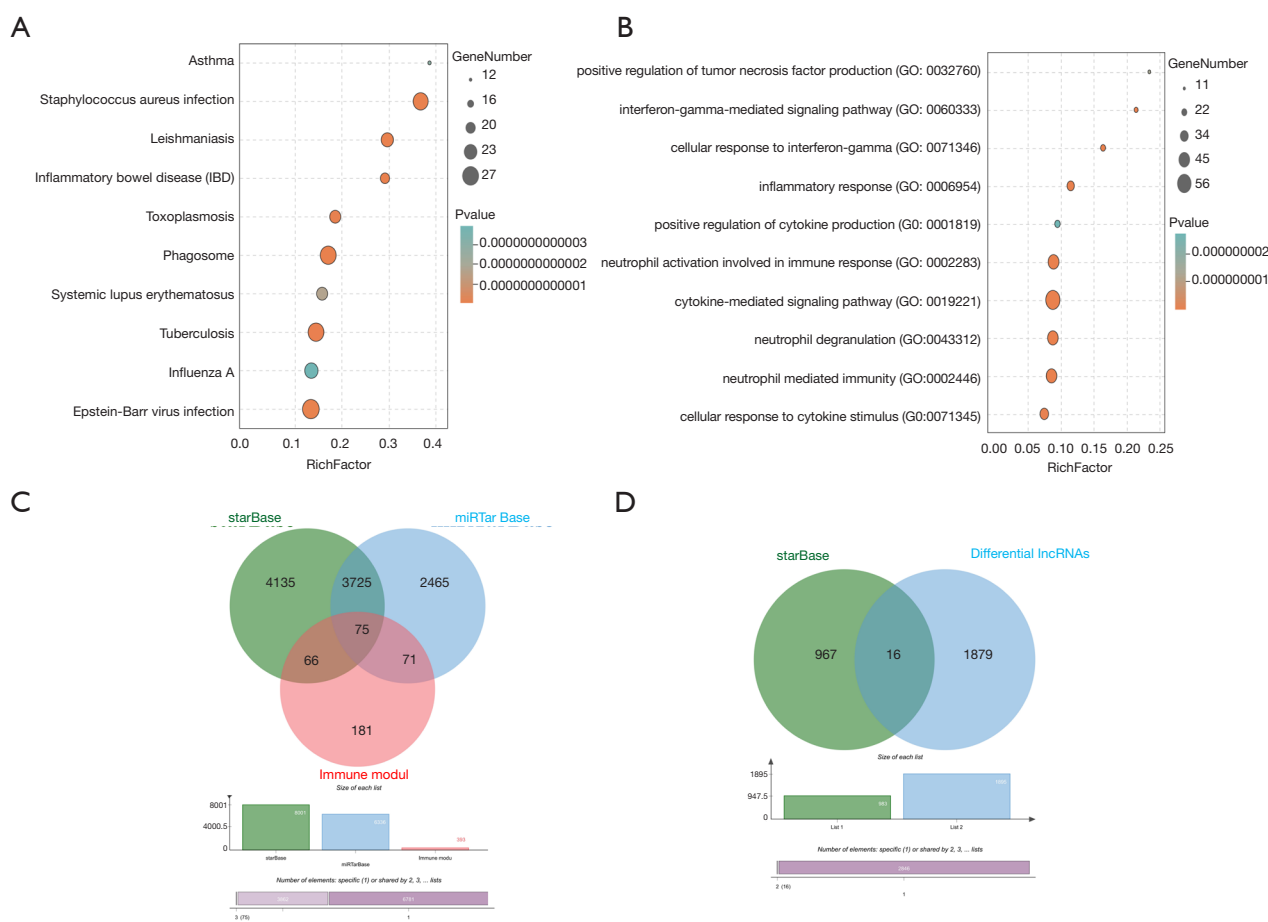 A
Asthma
Staphylococcus aureus infection
Leishmaniasis
Inflammatory bowel disease (IBD)
Toxoplasmosis
Phagosome
Systemic lupus erythematosus
Tuberculosis
Influenza A
Epstein-Barr virus infection
0.0 0.1 0.2 0.3 0.4
RichFactor
GeneNumber
12
16
20
23
27
Pvalue
0.0000000000003
0.0000000000002
0.0000000000001
B
positive regulation of tumor necrosis factor production (GO: 0032760)
interferon-gamma-mediated signaling pathway (GO: 0060333)
cellular response to interferon-gamma (GO: 0071346)
inflammatory response (GO: 0006954)
positive regulation of cytokine production (G0: 0001819)
neutrophil activation involved in immune response (GO: 0002283)
cytokine-mediated signaling pathway (GO: 0019221)
neutrophil degranulation (GO:0043312)
neutrophil mediated immunity (GO:0002446)
cellular response to cytokine stimulus (G0:0071345)
0.00 0.05 0.10 0.15 0.20 0.25
RichFactor
GeneNumber
11
22
34
45
56
Pvalue
0.000000002
0.000000001
C
starBase miRTar Base
4135 3725 2465
75
66 71
181
Immune modul
Size of each list
8001
4000.5
0
8001
393
starBase miRTarBase Immune modu
Number of elements: specific (1) or shared by 2, 3, ... lists
6781
3 (75) 1
D
starBase Differential lncRNAs
967 16 1879
Size of each list
1895
947.5
0
983
1895
List 1 List 2
Number of elements: specific (1) or shared by 2, 3, ... lists
2846
2 (16) 1